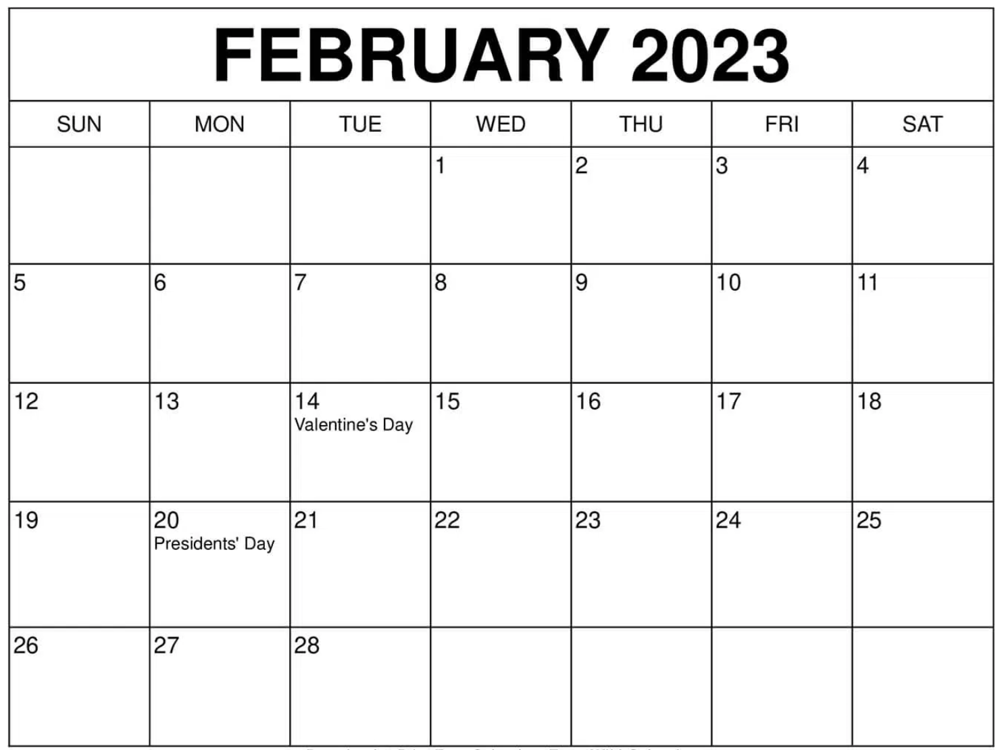 FEBRUARY 2023
SUN MON TUE WED THU FRI SAT
1 2 3 4
5 6 7 8 9 10 11
12 13 14 15 16 17 18
Valentine's Day
19 20 21 22 23 24 25
Presidents' Day
26 27 28